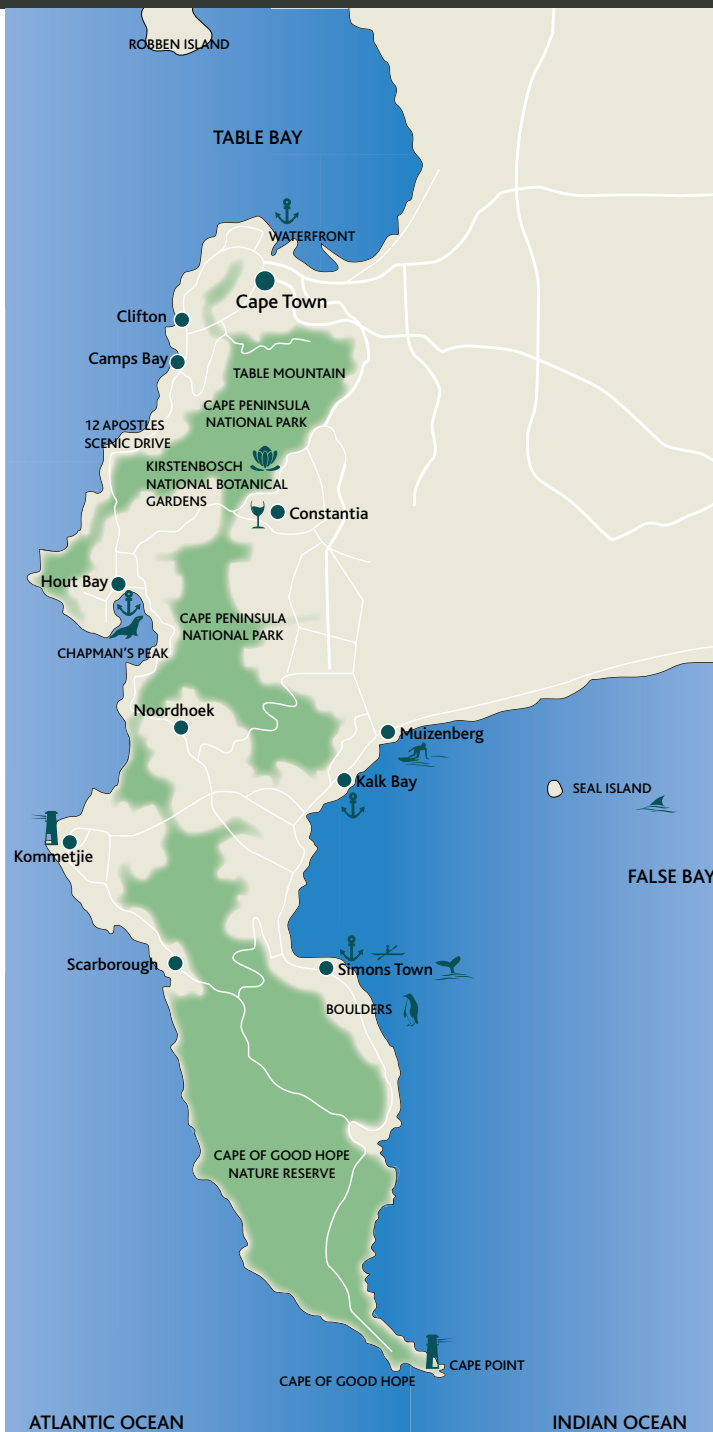 ROBBEN ISLAND
TABLE BAY
WATERFRONT
Cape Town
Clifton
Camps Bay
TABLE MOUNTAIN
CAPE PENINSULA
NATIONAL PARK
12 APOSTLES
SCENIC DRIVE
KIRSTENBOSCH
NATIONAL BOTANICAL
GARDENS
Constantia
Hout Bay
CAPE PENINSULA
NATIONAL PARK
CHAPMAN'S PEAK
Noordhoek
Muizenberg
Kalk Bay
SEAL ISLAND
Kommetjie
FALSE BAY
Scarborough
Simons Town
BOULDERS
CAPE OF GOOD HOPE
NATURE RESERVE
CAPE POINT
CAPE OF GOOD HOPE
ATLANTIC OCEAN
INDIAN OCEAN